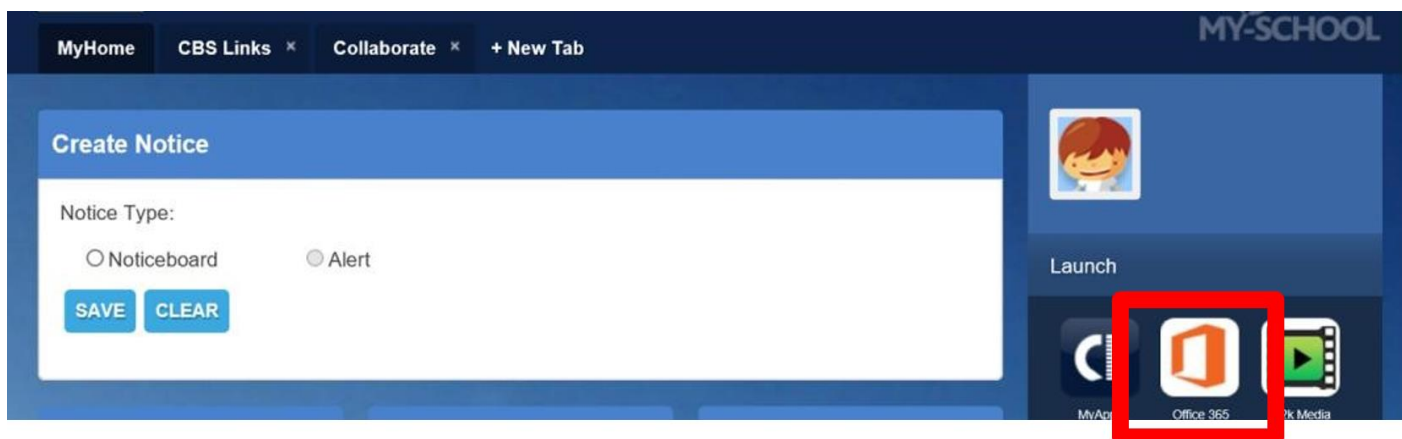 MY-SCHOOL
MyHome CBS Links × Collaborate × + New Tab
Create Notice
Notice Type:
Noticeboard Alert
Launch
SAVE CLEAR
Office 365 Media